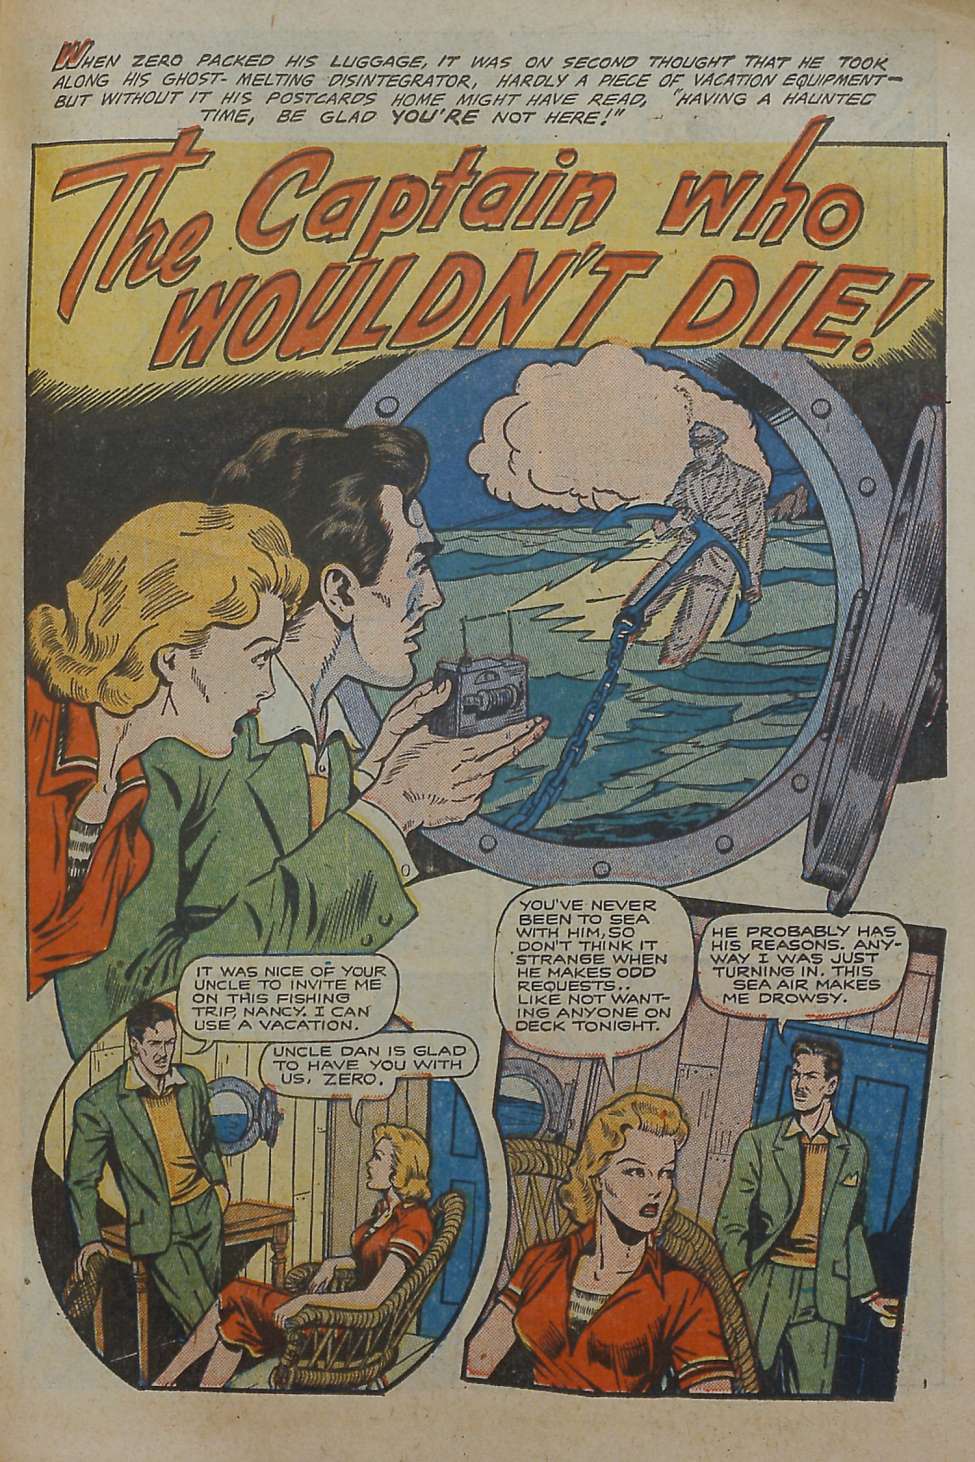 WHEN ZERO PACKED HIS LUGGAGE, IT WAS ON SECOND THOUGHT THAT HE TOOK
ALONG HIS GHOST-MELTING DISINTEGRATOR, HARDLY A PIECE OF VACATION EQUIPMENT—
BUT WITHOUT IT HIS POSTCARDS HOME MIGHT HAVE READ, "HAVING A HAUNTED
TIME, BE GLAD YOU'RE NOT HERE!"
The Captain who
WOULDN'T DIE!
IT WAS NICE OF YOUR
UNCLE TO INVITE ME
ON THIS FISHING
TRIP, NANCY. I CAN
USE A VACATION.
UNCLE DAN IS GLAD
TO HAVE YOU WITH
US, ZERO.
YOU'VE NEVER
BEEN TO SEA
WITH HIM, SO
DON'T THINK IT
STRANGE WHEN
HE MAKES ODD
REQUESTS..
LIKE NOT WANT-
ING ANYONE ON
DECK TONIGHT.
HE PROBABLY HAS
HIS REASONS. ANY-
WAY I WAS JUST
TURNING IN. THIS
SEA AIR MAKES
ME DROWSY.